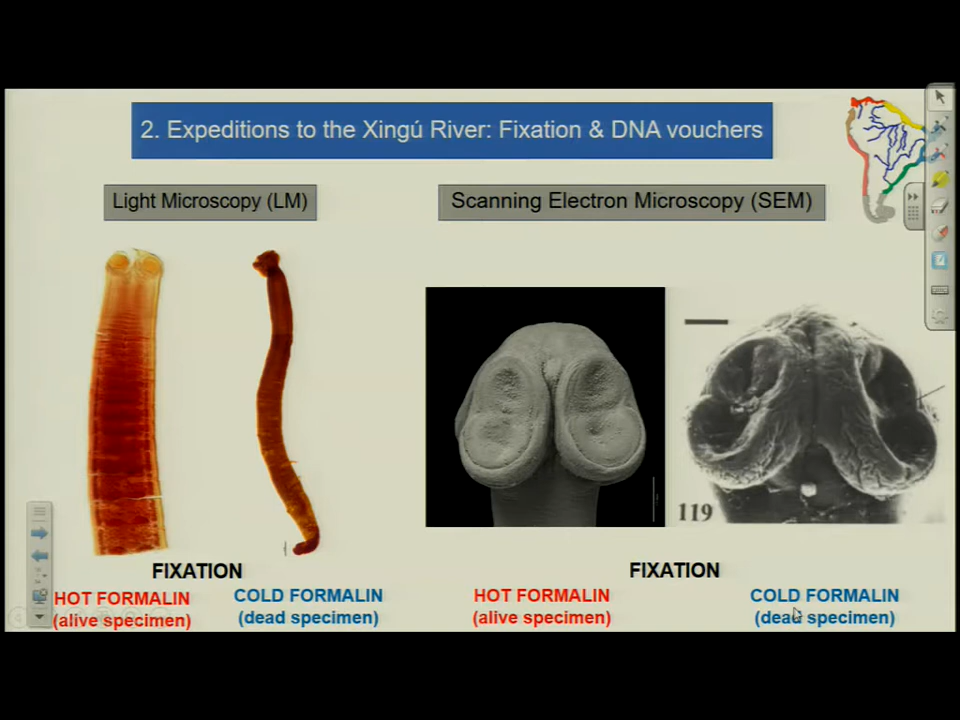 2. Expeditions to the Xingú River: Fixation & DNA vouchers
Light Microscopy (LM)
Scanning Electron Microscopy (SEM)
119
FIXATION
HOT FORMALIN
(alive specimen)
COLD FORMALIN
(dead specimen)
FIXATION
HOT FORMALIN
(alive specimen)
COLD FORMALIN
(dead specimen)